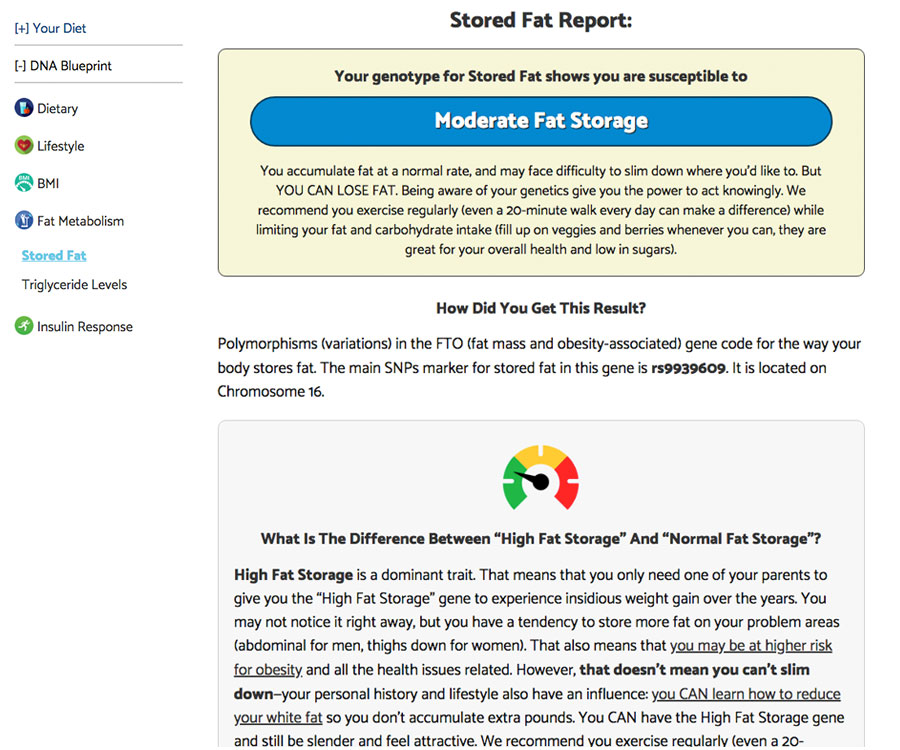 [+] Your Diet
[-] DNA Blueprint
Dietary
Lifestyle
BMI
BMI
Fat Metabolism
Stored Fat
Triglyceride Levels
Insulin Response
Stored Fat Report:
Your genotype for Stored Fat shows you are susceptible to
Moderate Fat Storage
You accumulate fat at a normal rate, and may face difficulty to slim down where you'd like to. But
YOU CAN LOSE FAT. Being aware of your genetics give you the power to act knowingly. We
recommend you exercise regularly (even a 20-minute walk every day can make a difference) while
limiting your fat and carbohydrate intake (fill up on veggies and berries whenever you can, they are
great for your overall health and low in sugars).
How Did You Get This Result?
Polymorphisms (variations) in the FTO (fat mass and obesity-associated) gene code for the way your
body stores fat. The main SNPs marker for stored fat in this gene is rs9939609. It is located on
Chromosome 16.
What Is The Difference Between “High Fat Storage” And “Normal Fat Storage”?
High Fat Storage is a dominant trait. That means that you only need one of your parents to
give you the “High Fat Storage” gene to experience insidious weight gain over the years. You
may not notice it right away, but you have a tendency to store more fat on your problem areas
(abdominal for men, thighs down for women). That also means that you may be at higher risk
for obesity and all the health issues related. However, that doesn’t mean you can’t slim
down—your personal history and lifestyle also have an influence: you CAN learn how to reduce
your white fat so you don’t accumulate extra pounds. You CAN have the High Fat Storage gene
and still be slender and feel attractive. We recommend you exercise regularly (even a 20-